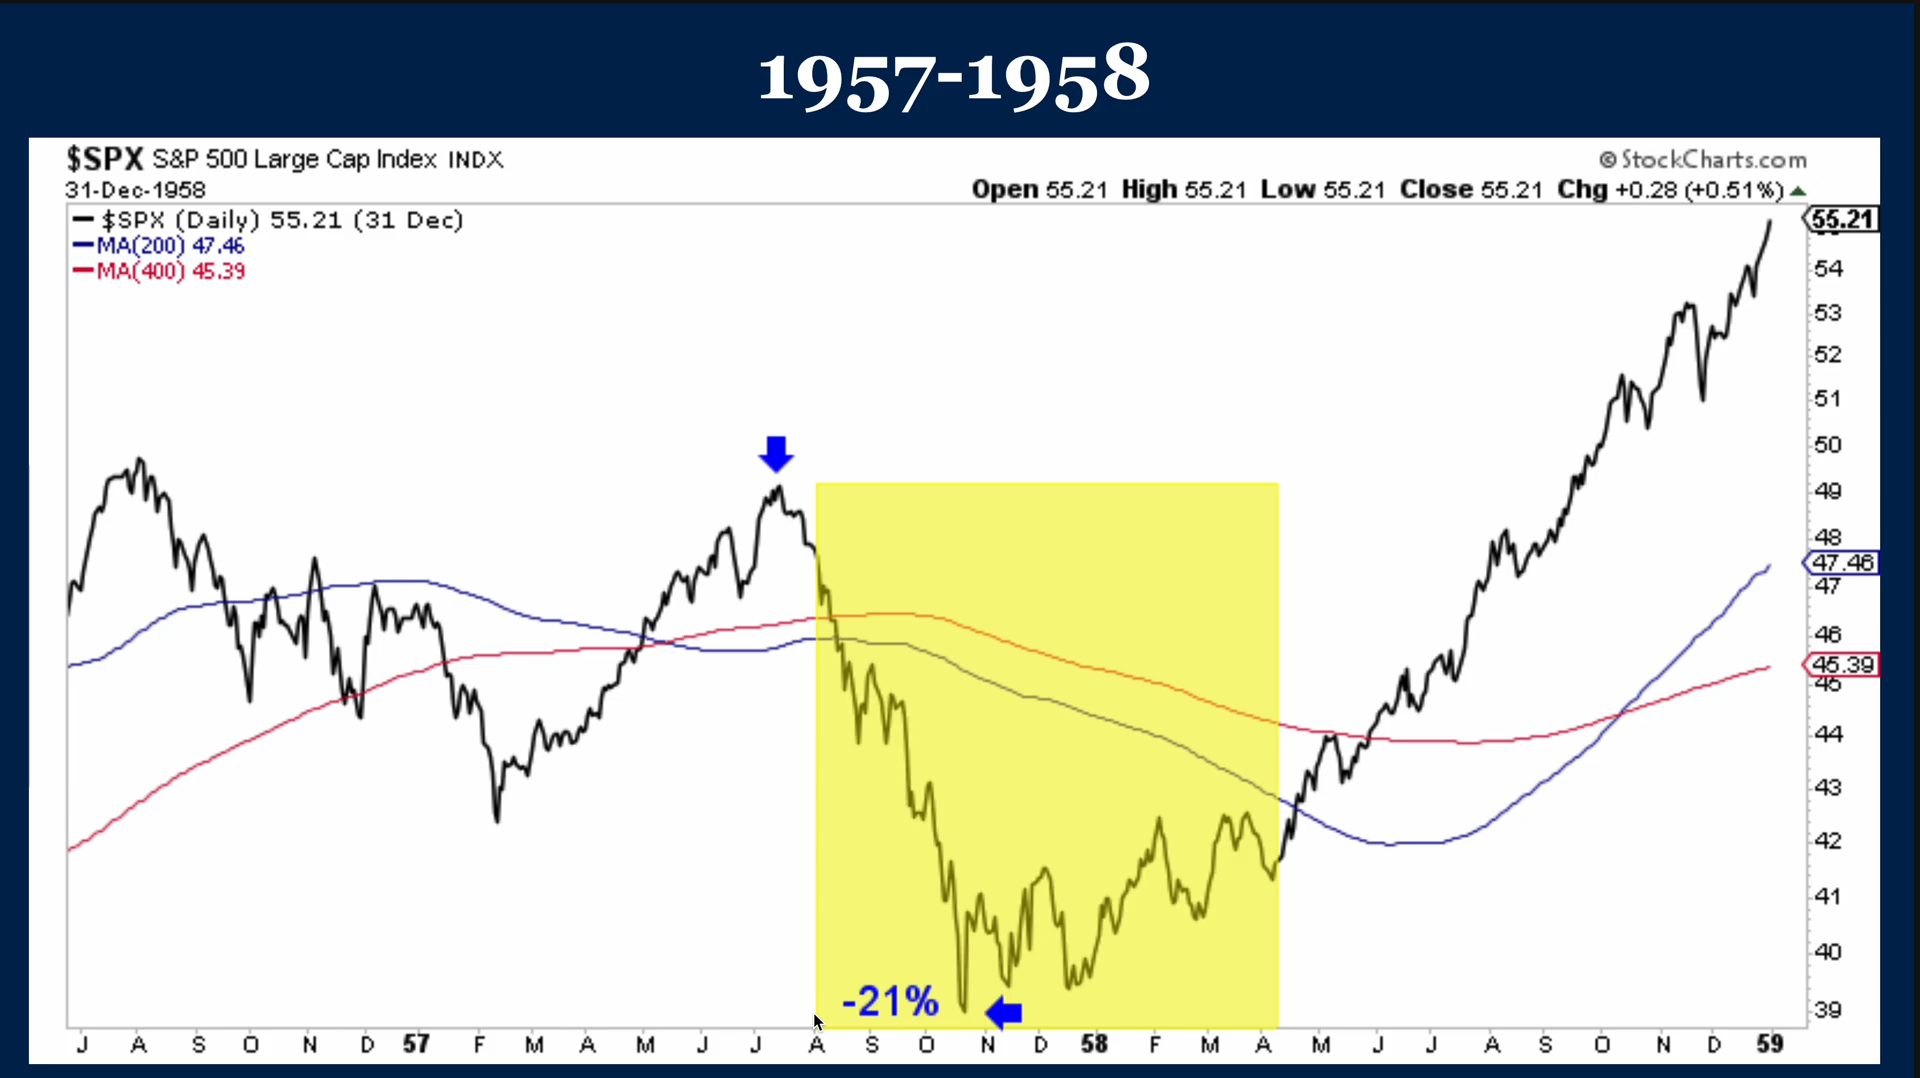 1957-1958
$SPX S&P 500 Large Cap Index INDX
© StockCharts.com
31-Dec-1958
Open 55.21 High 55.21 Low 55.21 Close 55.21 Chg +0.28 (+0.51%)
$SPX (Daily) 55.21 (31 Dec)
MA(200) 47.46
MA(400) 45.39
55.21
54
53
52
51
50
49
48
47.46
47
46
45.39
45
44
43
42
41
40
39
-21%
J A S O N D 57 F M A M J J A S O N D 58 F M A M J J A S O N D 59